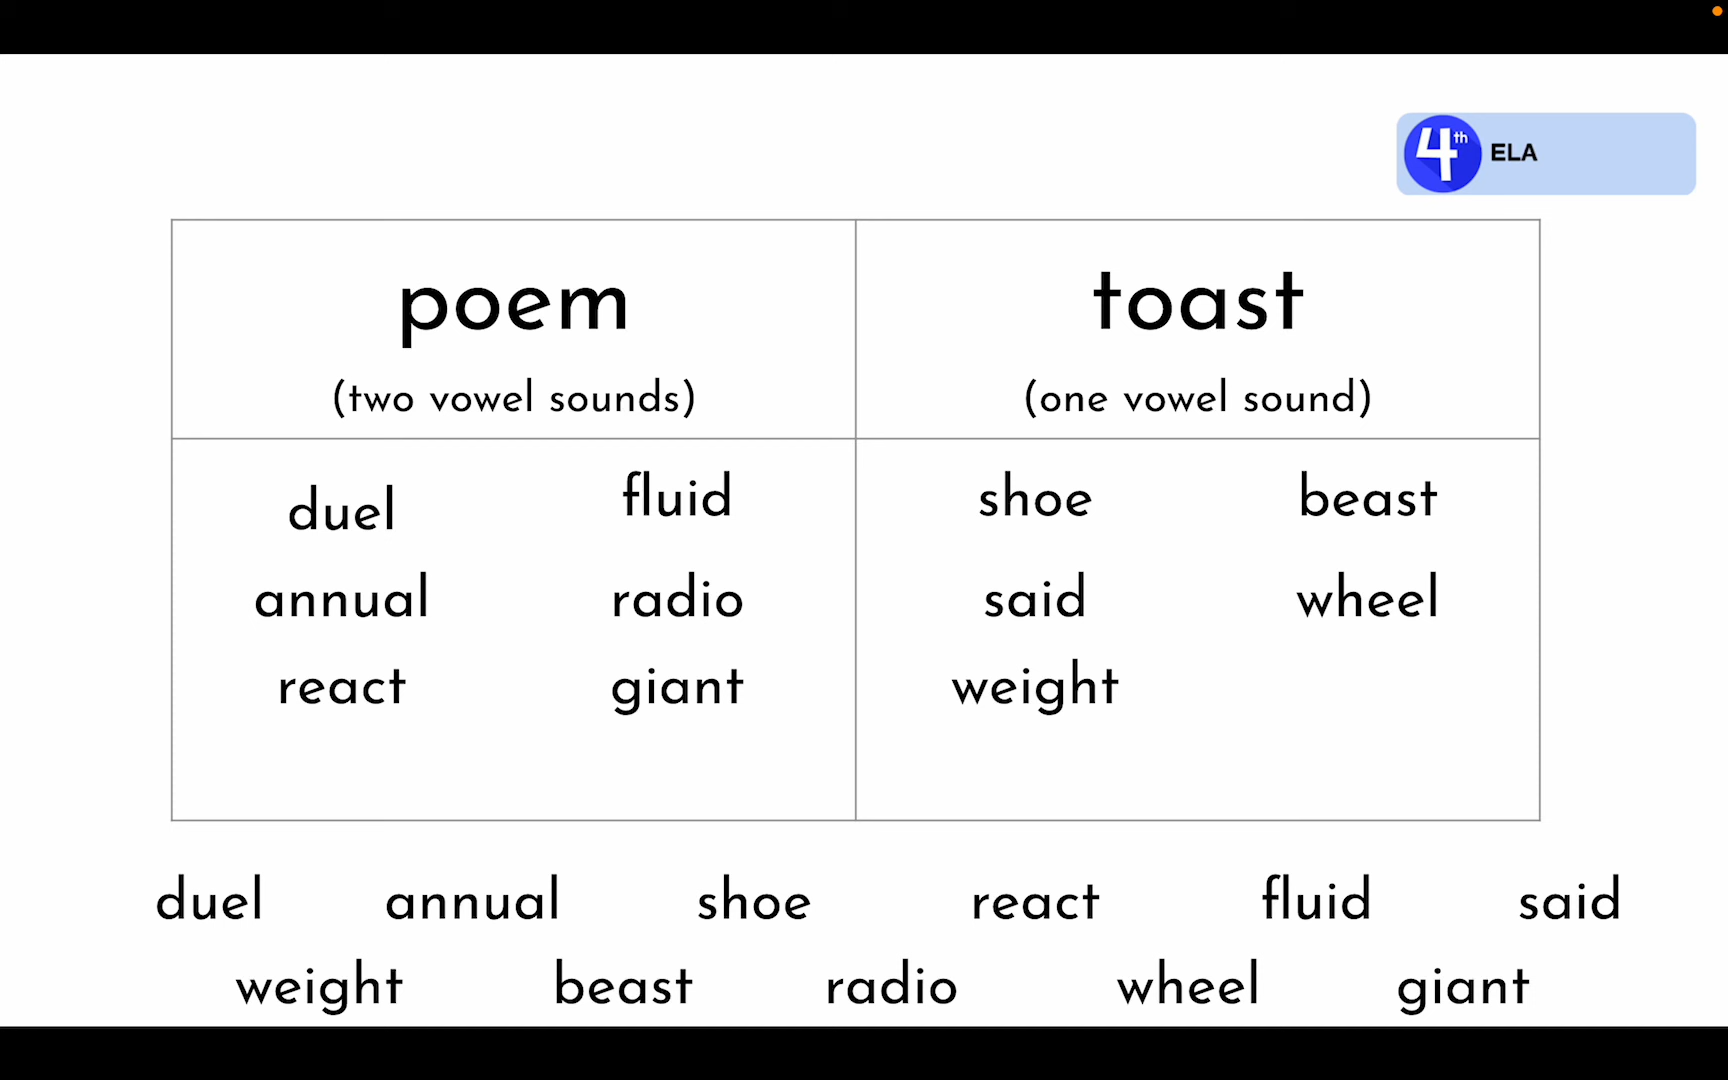 4th ELA
poem toast
(two vowel sounds) (one vowel sound)
duel fluid shoe beast
annual radio said wheel
react giant weight
duel annual shoe react fluid said
weight beast radio wheel giant